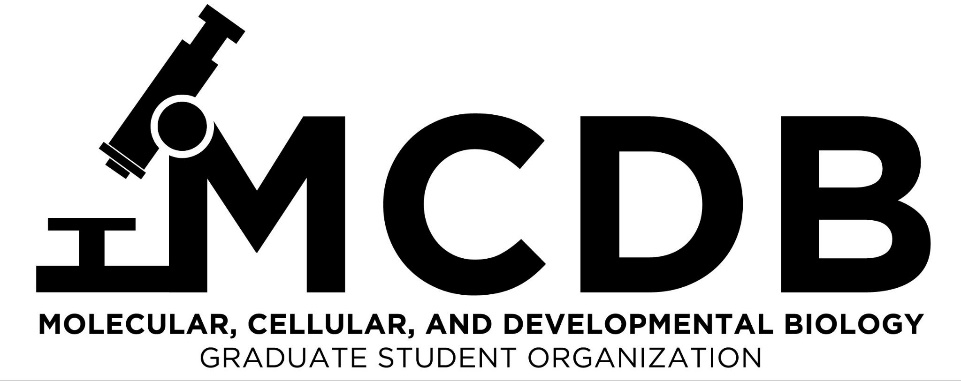 MCDB
MOLECULAR, CELLULAR, AND DEVELOPMENTAL BIOLOGY
GRADUATE STUDENT ORGANIZATION